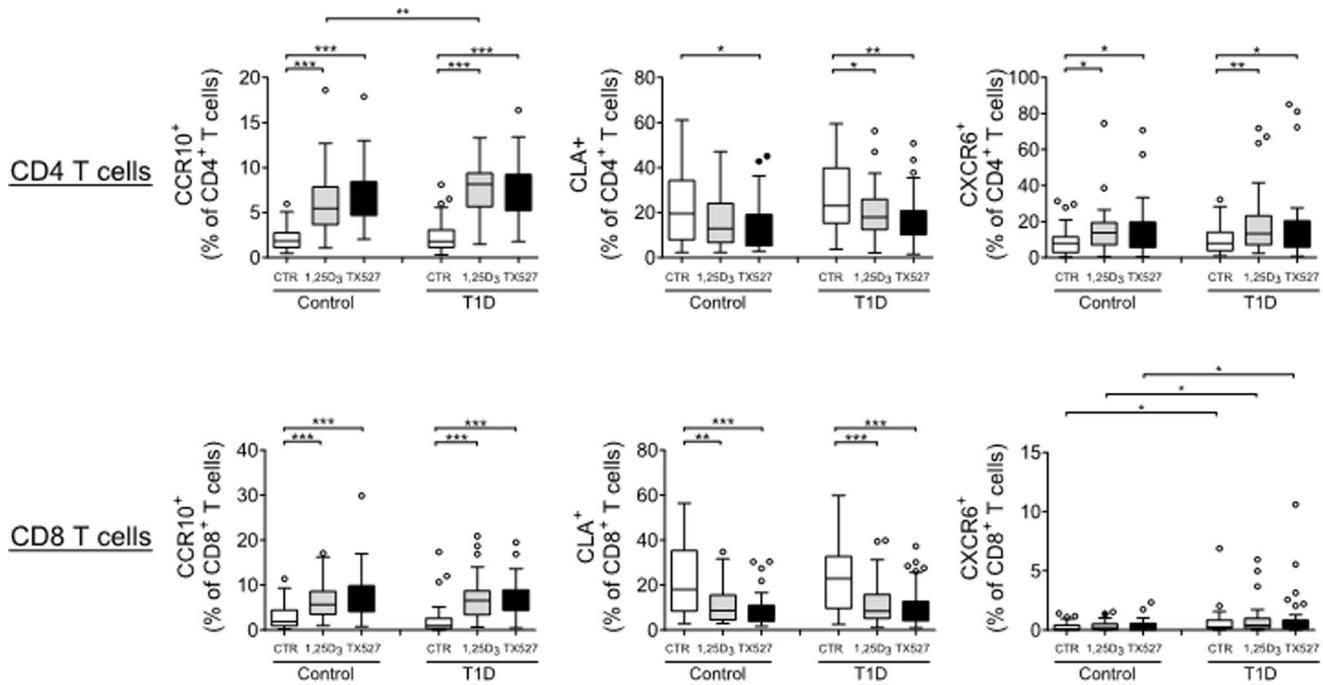 CD4 T cells
CCR10+
(% of CD4+ T cells)
**
***
***
***
***
20
15
10
5
0
CTR 1,25D3 TX527 CTR 1,25D3 TX527
Control T1D
CLA+
(% of CD4+ T cells)
*
**
*
80
60
40
20
0
CTR 1,25D3 TX527 CTR 1,25D3 TX527
Control T1D
CXCR6+
(% of CD4+ T cells)
*
*
*
**
100
80
60
40
20
0
CTR 1,25D3 TX527 CTR 1,25D3 TX527
Control T1D
CD8 T cells
CCR10+
(% of CD8+ T cells)
***
***
***
***
40
30
20
10
0
CTR 1,25D3 TX527 CTR 1,25D3 TX527
Control T1D
CLA+
(% of CD8+ T cells)
***
**
***
***
80
60
40
20
0
CTR 1,25D3 TX527 CTR 1,25D3 TX527
Control T1D
CXCR6+
(% of CD8+ T cells)
*
*
*
15
10
5
0
CTR 1,25D3 TX527 CTR 1,25D3 TX527
Control T1D